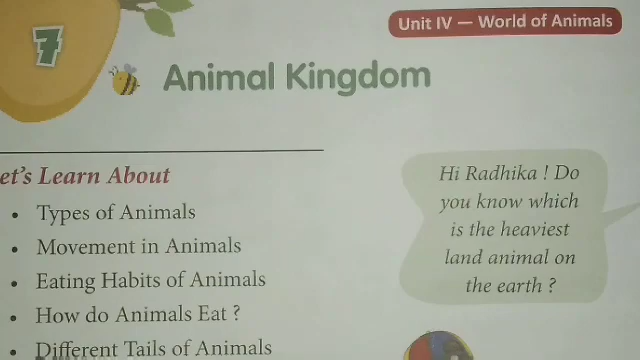 7
Unit IV — World of Animals
Animal Kingdom
et's Learn About
• Types of Animals
• Movement in Animals
• Eating Habits of Animals
• How do Animals Eat ?
• Different Tails of Animals
Hi Radhika ! Do
you know which
is the heaviest
land animal on
the earth ?